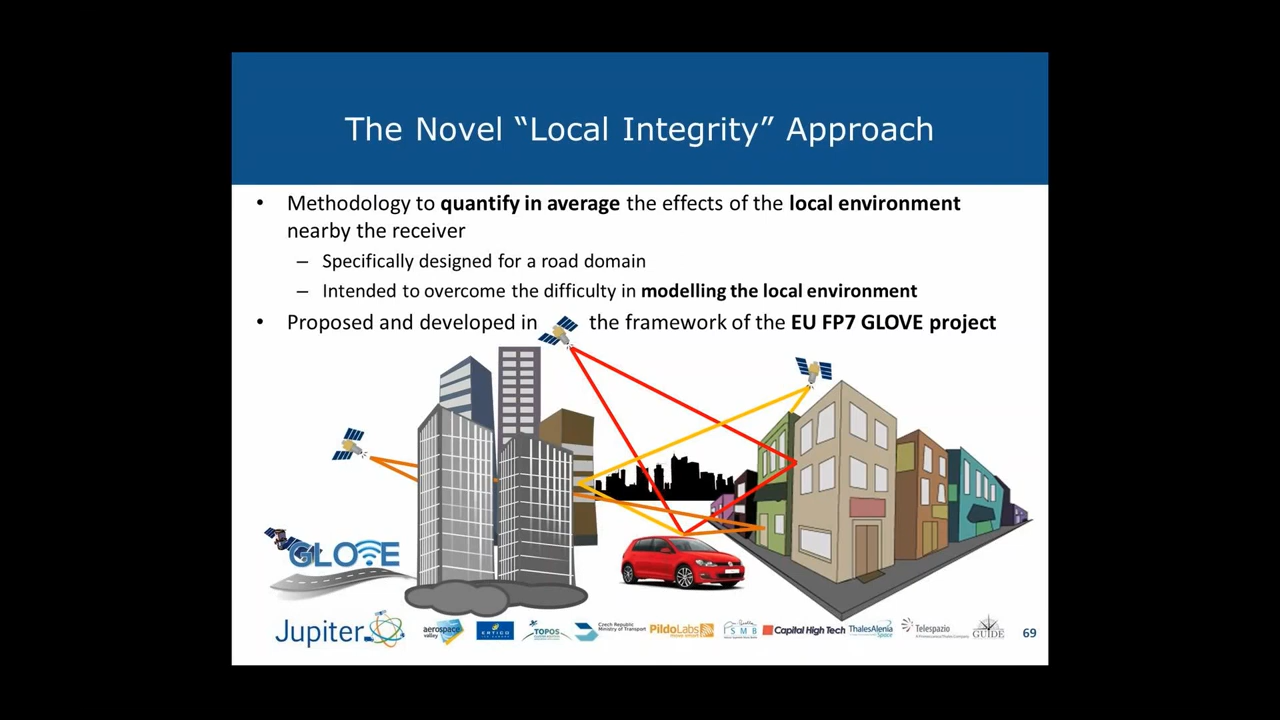 The Novel “Local Integrity” Approach
• Methodology to quantify in average the effects of the local environment
nearby the receiver
– Specifically designed for a road domain
– Intended to overcome the difficulty in modelling the local environment
• Proposed and developed in the framework of the EU FP7 GLOVE project
GLOVE
Jupiter
aerospace
valley
ERTICO
TOPOS
Czech Republic
Ministry of Transport
PildoLabs
ISMB
Capital High Tech
ThalesAlenia
Space
Telespazio
GUIDE
69